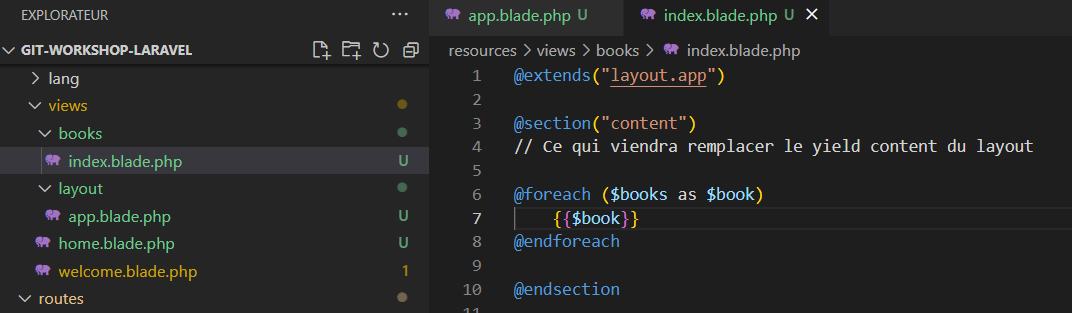 EXPLORATEUR ...
GIT-WORKSHOP-LARAVEL
lang
views
books
index.blade.php U
layout
app.blade.php U
home.blade.php U
welcome.blade.php 1
routes
app.blade.php U index.blade.php U
resources > views > books > index.blade.php
1 @extends("layout.app")
2
3 @section("content")
4 // Ce qui viendra remplacer le yield content du layout
5
6 @foreach ($books as $book)
7 {{$book}}
8 @endforeach
9
10 @endsection
11